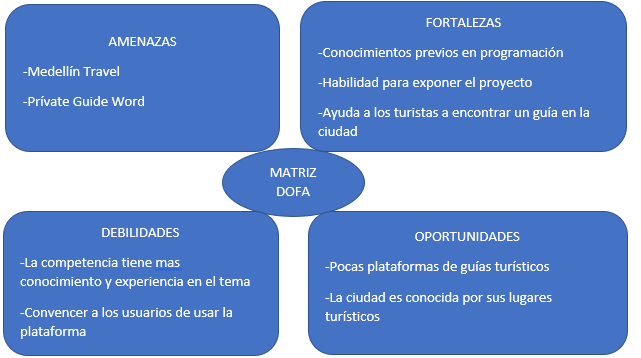 AMENAZAS
-Medellín Travel
-Prívate Guide Word
FORTALEZAS
-Conocimientos previos en programación
-Habilidad para exponer el proyecto
-Ayuda a los turistas a encontrar un guía en la
ciudad
MATRIZ
DOFA
DEBILIDADES
-La competencia tiene mas
conocimiento y experiencia en el tema
-Convencer a los usuarios de usar la
plataforma
OPORTUNIDADES
-Pocas plataformas de guías turísticos
-La ciudad es conocida por sus lugares
turísticos